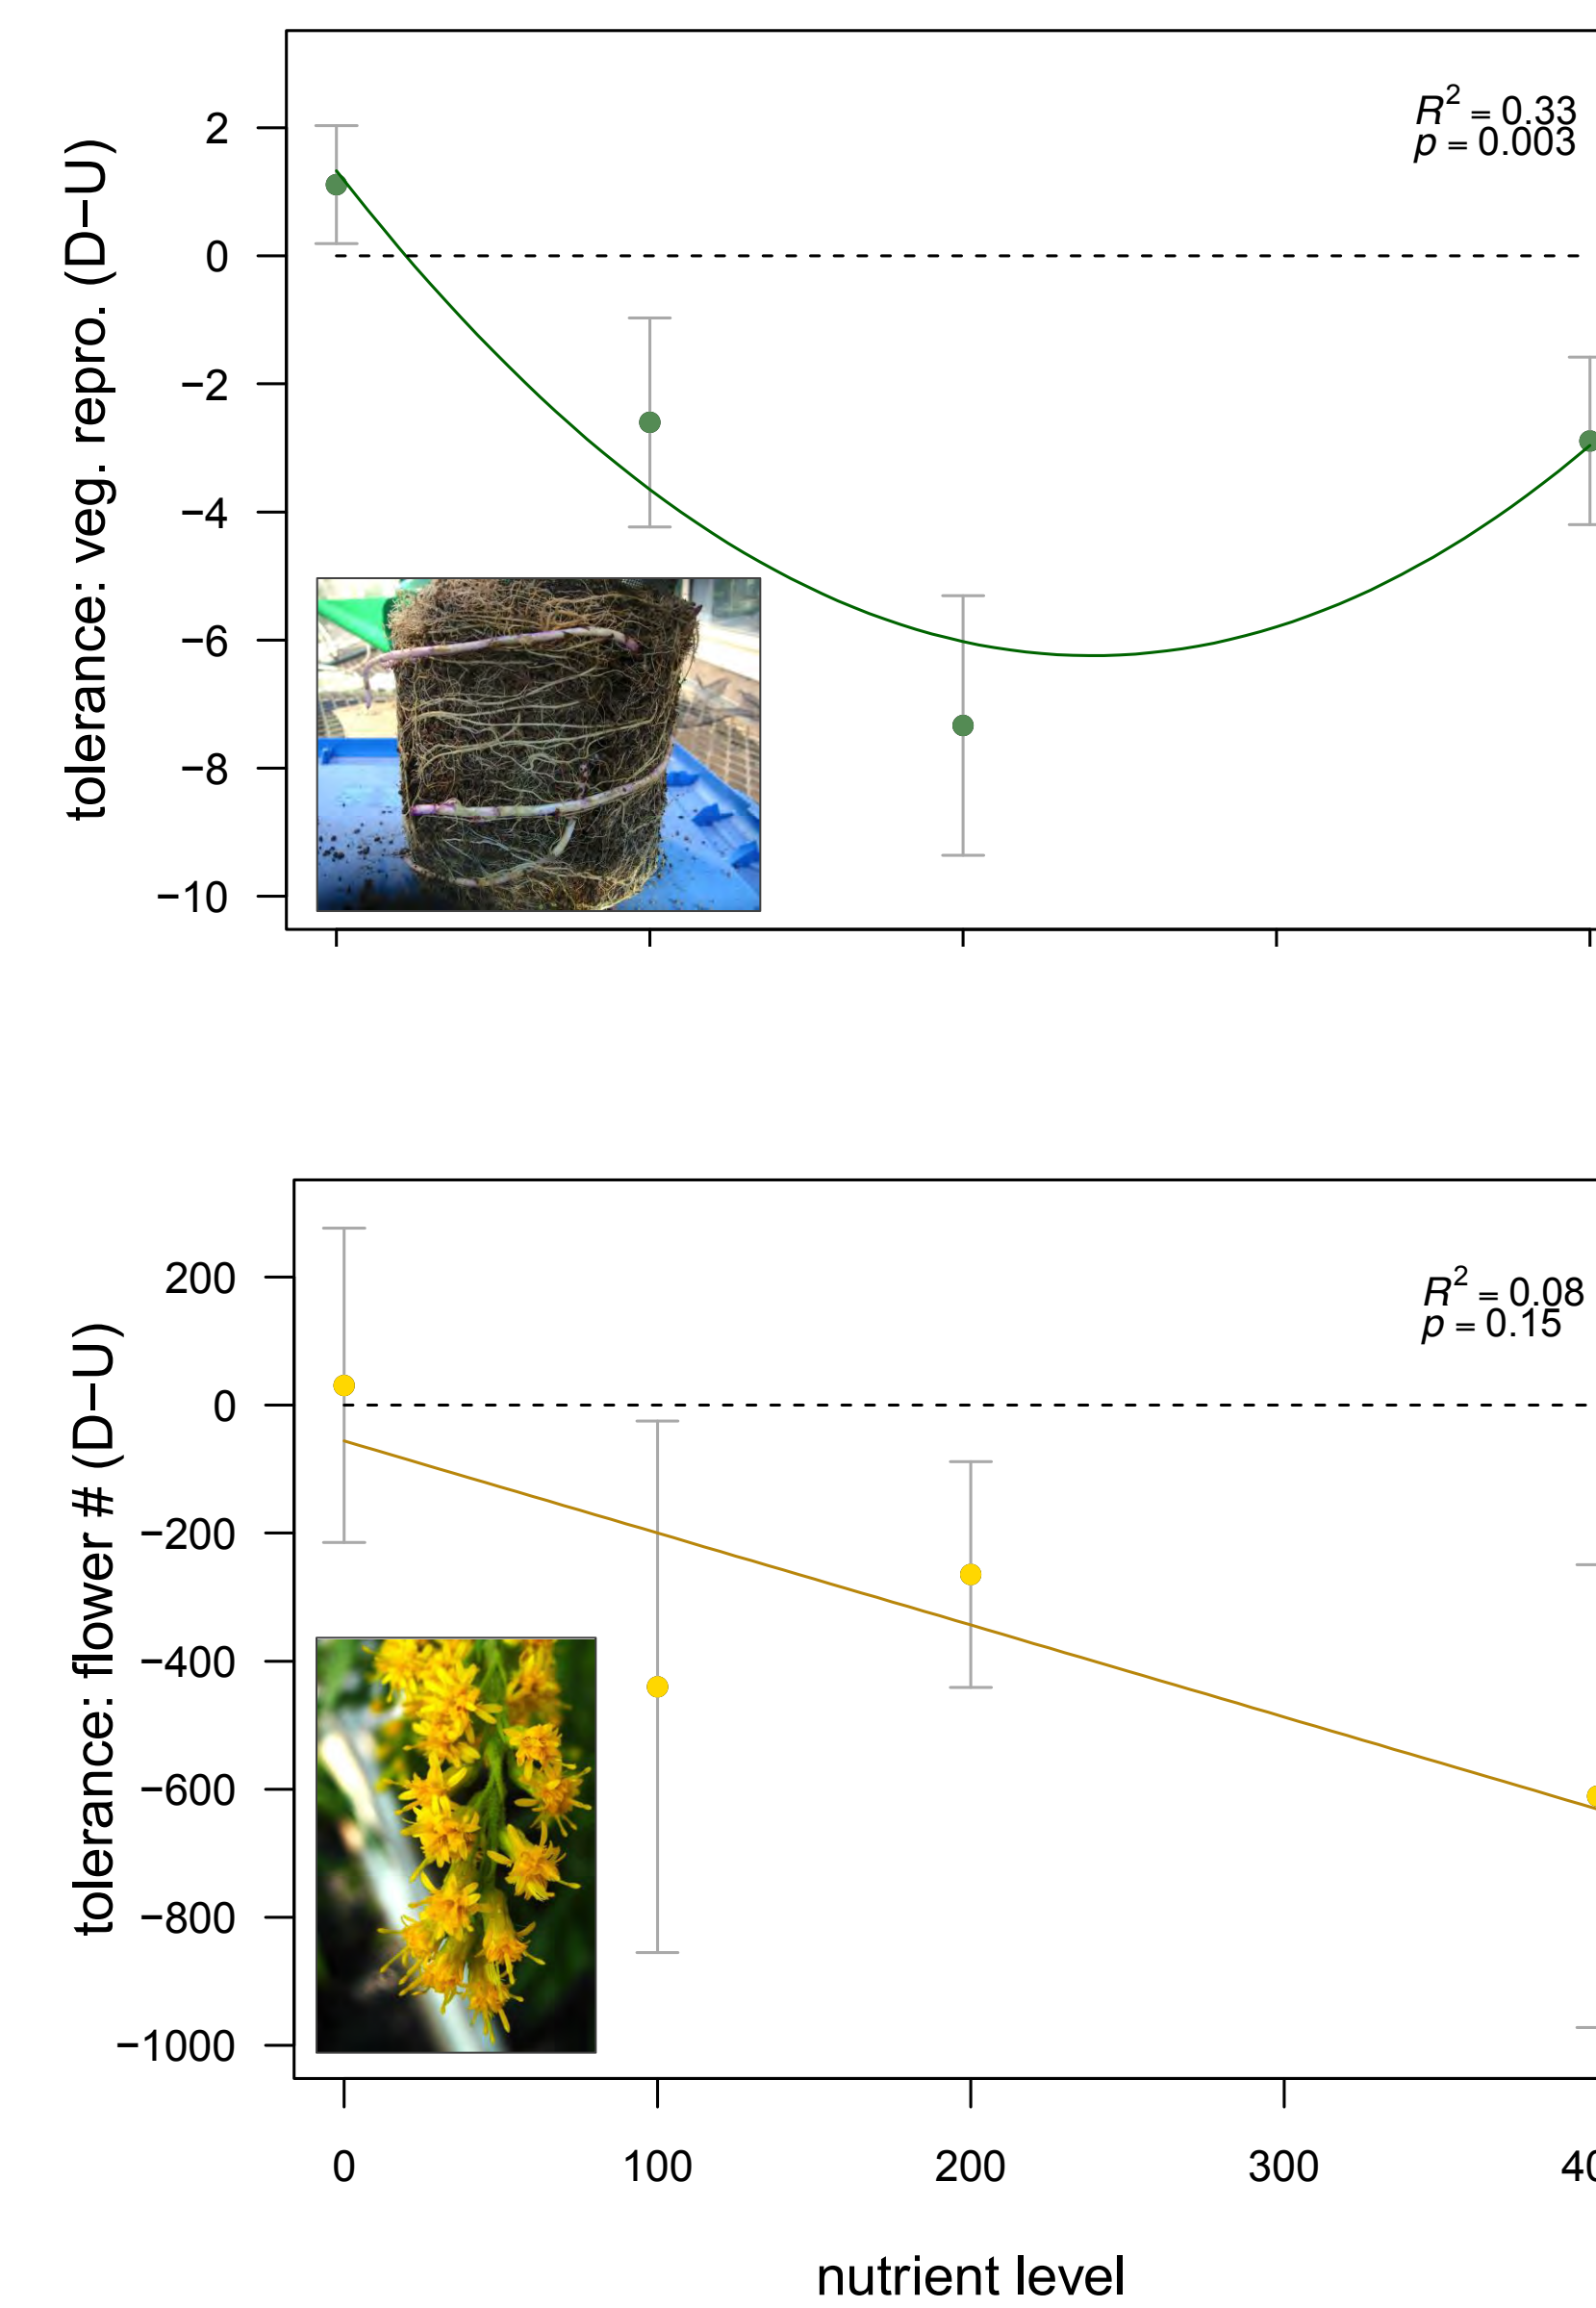 tolerance: veg. repro. (D−U)
2
0
−2
−4
−6
−8
−10
R2 = 0.33
p = 0.003
tolerance: flower # (D−U)
200
0
−200
−400
−600
−800
−1000
R2 = 0.08
p = 0.15
0 100 200 300 40
nutrient level